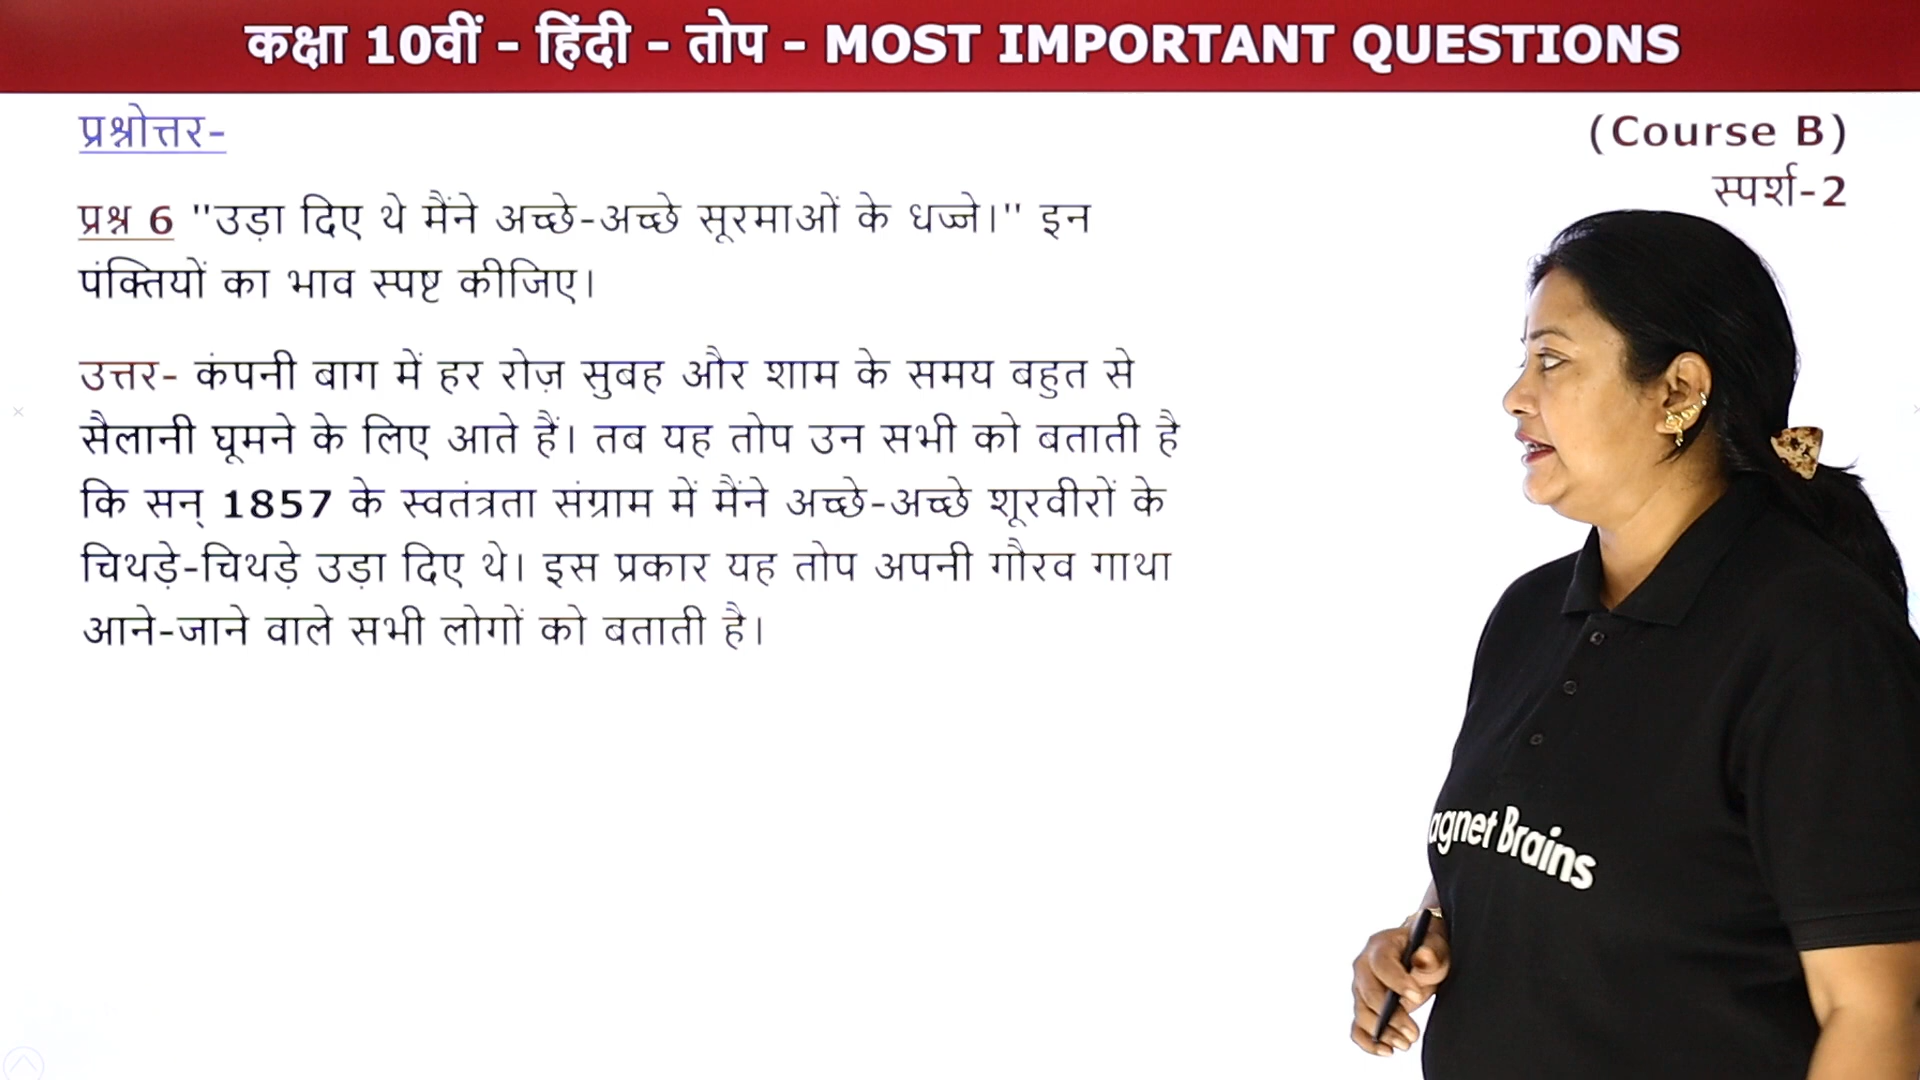 कक्षा 10वीं - हिंदी - तोप - MOST IMPORTANT QUESTIONS
प्रश्नोत्तर-
(Course B)
स्पर्श-2
प्रश्न 6 "उड़ा दिए थे मैंने अच्छे-अच्छे सूरमाओं के धज्जे।" इन
पंक्तियों का भाव स्पष्ट कीजिए।
उत्तर- कंपनी बाग में हर रोज़ सुबह और शाम के समय बहुत से
सैलानी घूमने के लिए आते हैं। तब यह तोप उन सभी को बताती है
कि सन् 1857 के स्वतंत्रता संग्राम में मैंने अच्छे-अच्छे शूरवीरों के
चिथड़े-चिथड़े उड़ा दिए थे। इस प्रकार यह तोप अपनी गौरव गाथा
आने-जाने वाले सभी लोगों को बताती है।
agnet Brains